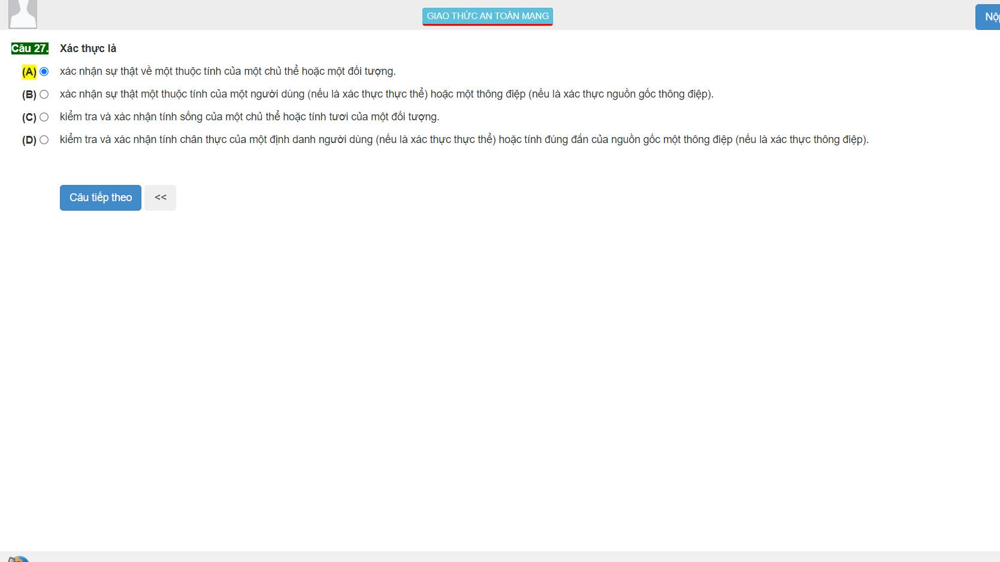 GIAO THỨC AN TOÀN MẠNG
Câu 27. Xác thực là
(A) xác nhận sự thật về một thuộc tính của một chủ thể hoặc một đối tượng.
(B) xác nhận sự thật một thuộc tính của một người dùng (nếu là xác thực thực thể) hoặc một thông điệp (nếu là xác thực nguồn gốc thông điệp).
(C) kiểm tra và xác nhận tính sống của một chủ thể hoặc tính tươi của một đối tượng.
(D) kiểm tra và xác nhận tính chân thực của một định danh người dùng (nếu là xác thực thực thể) hoặc tính đúng đắn của nguồn gốc một thông điệp (nếu là xác thực thông điệp).
Câu tiếp theo <<